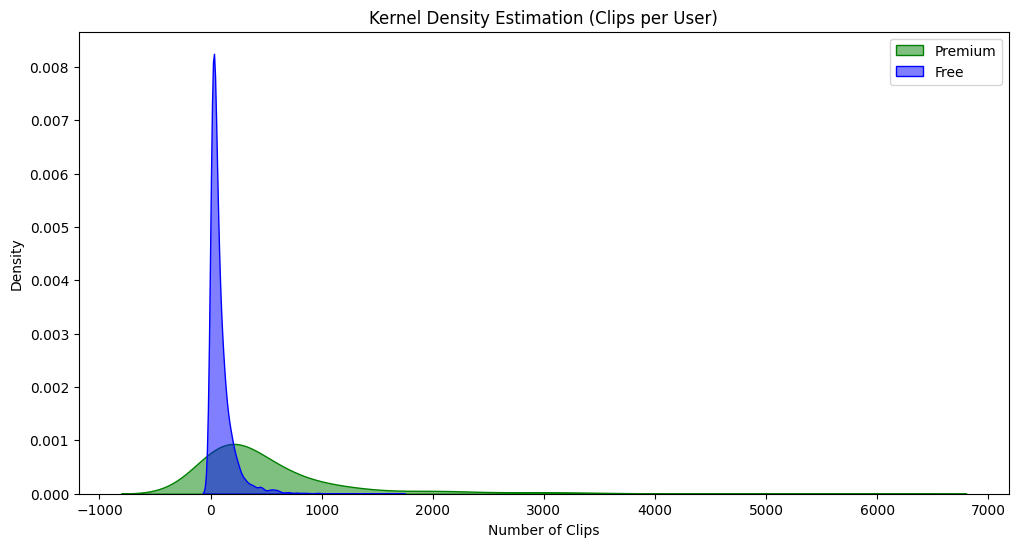 Kernel Density Estimation (Clips per User)
Premium
Free
0.008
0.007
0.006
0.005
0.004
0.003
0.002
0.001
0.000
Density
−1000 0 1000 2000 3000 4000 5000 6000 7000
Number of Clips